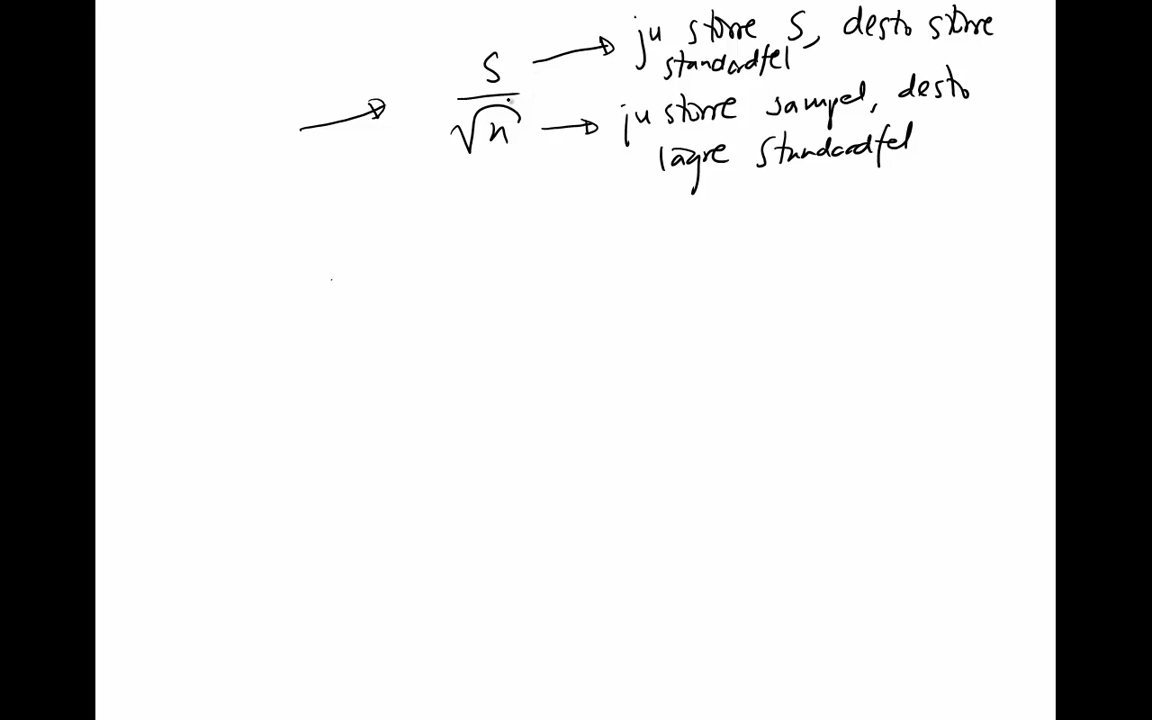 ju större S, desto större
standardfel
S
√n
ju större sampel, desto
lägre standardfel